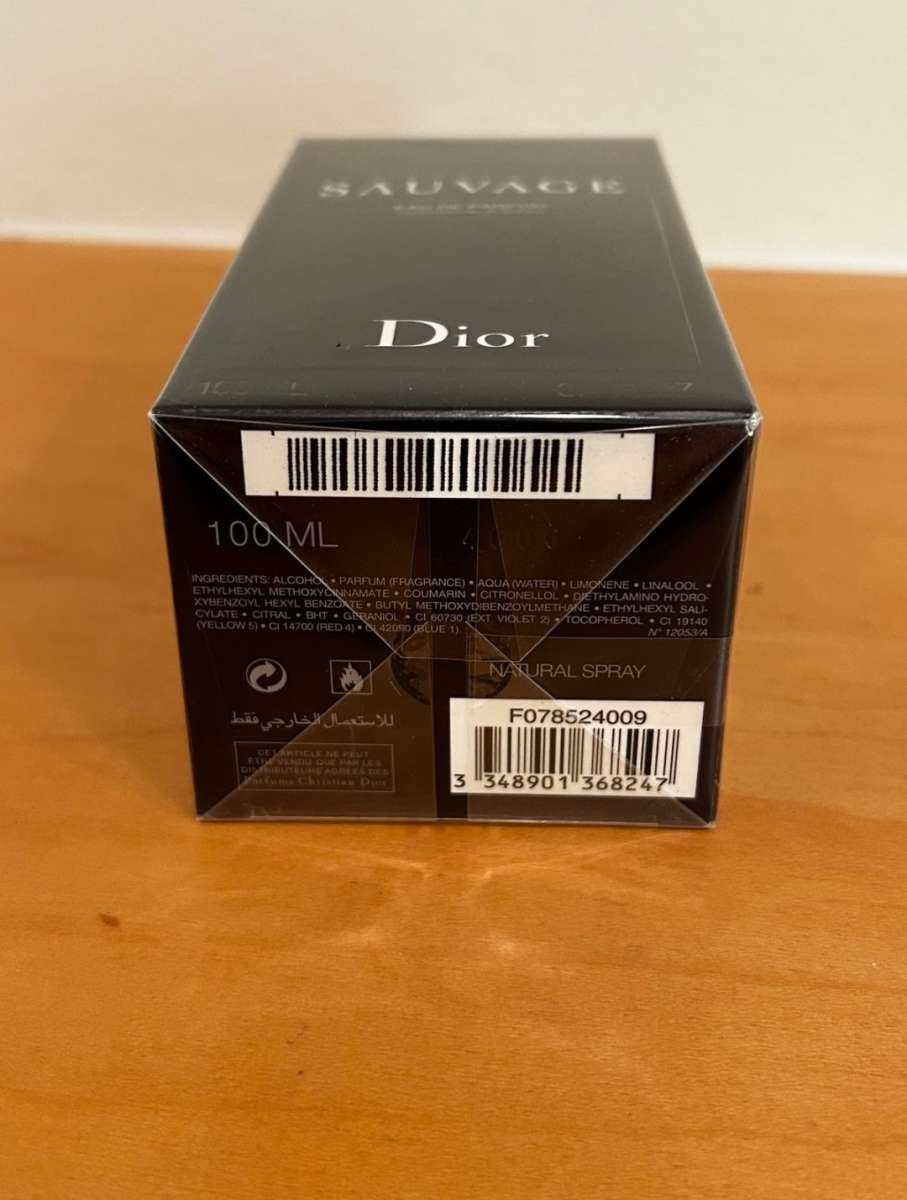 SAUVAGE
EAU DE PARFUM
Dior
100 ML
INGREDIENTS: ALCOHOL • PARFUM (FRAGRANCE) • AQUA (WATER) • LIMONENE • LINALOOL •
ETHYLHEXYL METHOXYCINNAMATE • COUMARIN • CITRONELLOL • DIETHYLAMINO HYDRO-
XYBENZOYL HEXYL BENZOATE • BUTYL METHOXYDIBENZOYLMETHANE • ETHYLHEXYL SALI-
CYLATE • CITRAL • BHT • GERANIOL • CI 60730 (EXT. VIOLET 2) • TOCOPHEROL • CI 19140
(YELLOW 5) • CI 14700 (RED 4) • CI 42090 (BLUE 1).
N° 12053/A
NATURAL SPRAY
للاستعمال الخارجي فقط
CET ARTICLE NE PEUT
ÊTRE VENDU QUE PAR LES
DISTRIBUTEURS AGRÉÉS DES
Parfums Christian Dior
F078524009
3 348901 368247